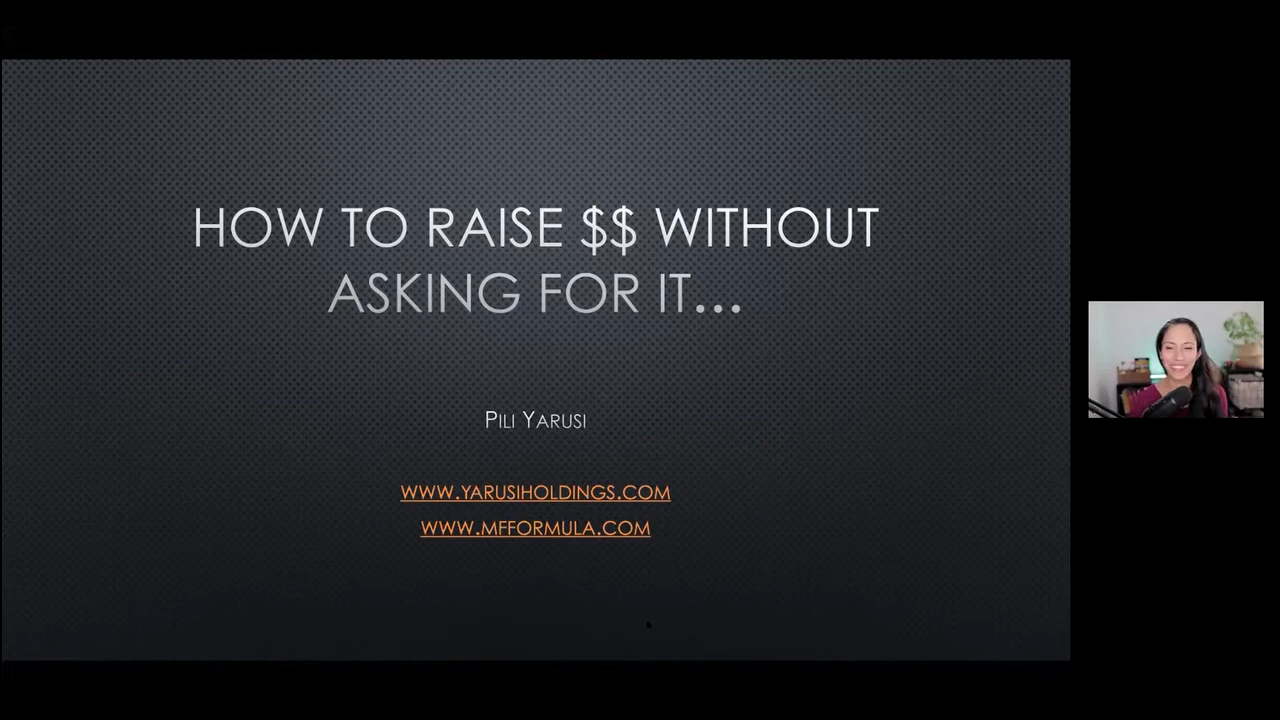 HOW TO RAISE $$ WITHOUT
ASKING FOR IT...
PILI YARUSI
WWW.YARUSIHOLDINGS.COM
WWW.MFFORMULA.COM